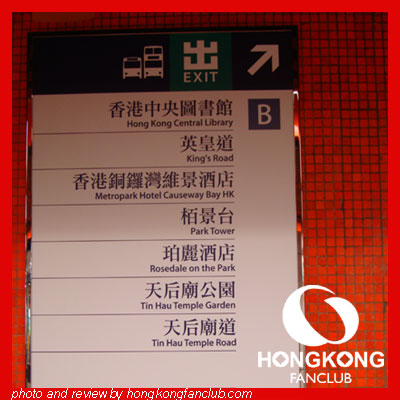 出
EXIT
香港中央圖書館
Hong Kong Central Library
B
英皇道
King's Road
香港銅鑼灣維景酒店
Metropark Hotel Causeway Bay HK
栢景台
Park Tower
珀麗酒店
Rosedale on the Park
天后廟公園
Tin Hau Temple Garden
天后廟道
Tin Hau Temple Road
HONGKONG
FANCLUB
photo and review by hongkongfanclub.com